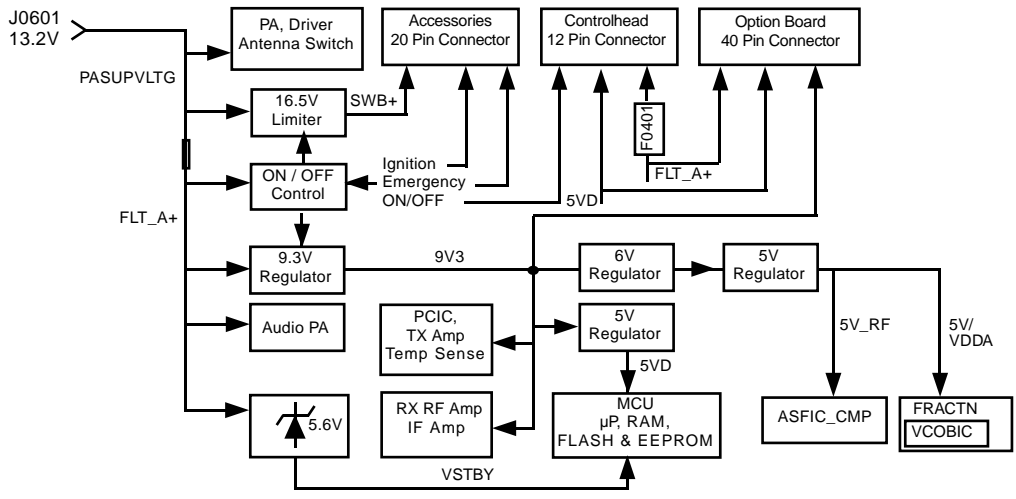 J0601
13.2V
PA, Driver
Antenna Switch
Accessories
20 Pin Connector
Controlhead
12 Pin Connector
Option Board
40 Pin Connector
PASUPVLTG
16.5V
Limiter
SWB+
F0401
ON / OFF
Control
Ignition
Emergency
ON/OFF
FLT_A+
5VD
FLT_A+
9.3V
Regulator
9V3
6V
Regulator
5V
Regulator
Audio PA
PCIC,
TX Amp
Temp Sense
5V
Regulator
5V_RF
5V/
VDDA
5VD
5.6V
RX RF Amp
IF Amp
MCU
µP, RAM,
FLASH & EEPROM
ASFIC_CMP
FRACTN
VCOBIC
VSTBY